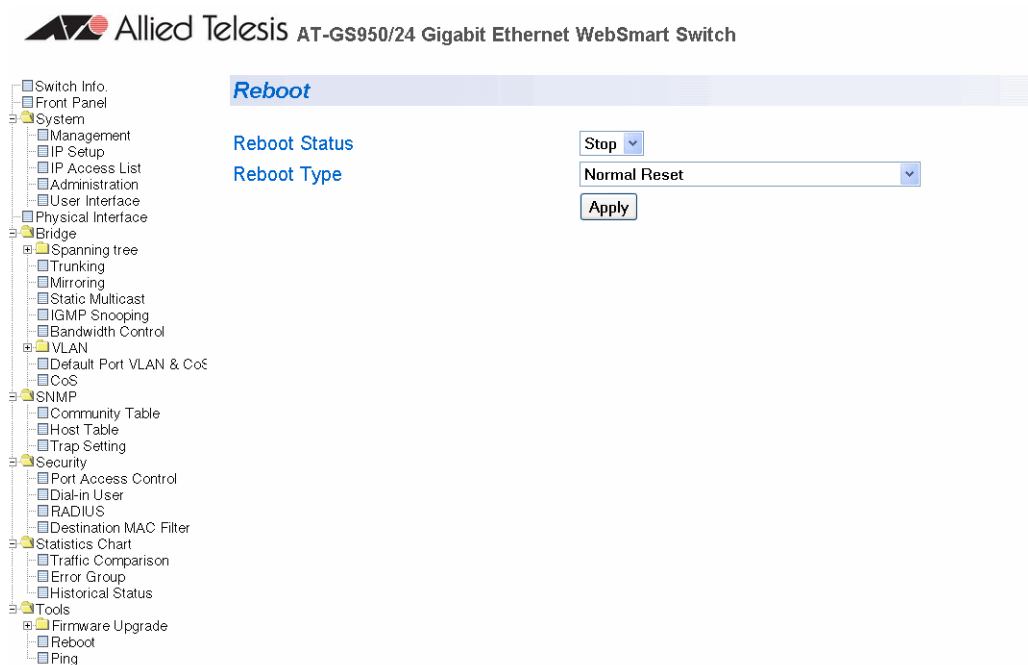 Allied Telesis AT-GS950/24 Gigabit Ethernet WebSmart Switch
Switch Info.
Front Panel
System
Management
IP Setup
IP Access List
Administration
User Interface
Physical Interface
Bridge
Spanning tree
Trunking
Mirroring
Static Multicast
IGMP Snooping
Bandwidth Control
VLAN
Default Port VLAN & CoS
CoS
SNMP
Community Table
Host Table
Trap Setting
Security
Port Access Control
Dial-in User
RADIUS
Destination MAC Filter
Statistics Chart
Traffic Comparison
Error Group
Historical Status
Tools
Firmware Upgrade
Reboot
Ping
Reboot
Reboot Status Stop
Reboot Type Normal Reset
Apply